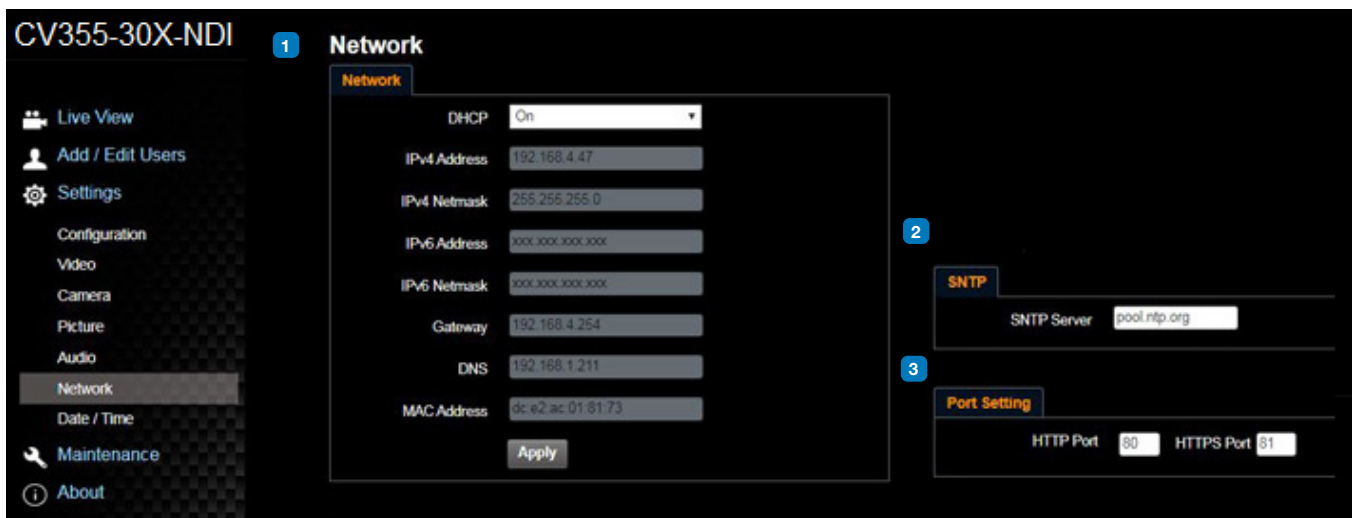 CV355-30X-NDI
Live View
Add / Edit Users
Settings
Configuration
Video
Camera
Picture
Audio
Network
Date / Time
Maintenance
About
1 Network
Network
DHCP On
IPv4 Address 192.168.4.47
IPv4 Netmask 255.255.255.0
IPv6 Address xxx.xxx.xxx.xxx
IPv6 Netmask xxx.xxx.xxx.xxx
Gateway 192.168.4.254
DNS 192.168.1.211
MAC Address dc:e2:ac:01:81:73
Apply
2
SNTP
SNTP Server pool.ntp.org
3
Port Setting
HTTP Port 80 HTTPS Port 81